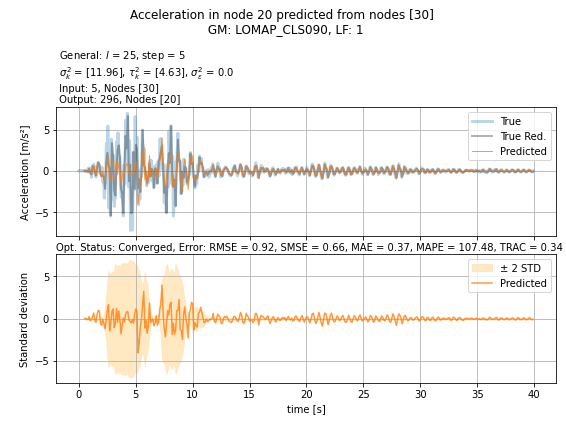 Acceleration in node 20 predicted from nodes [30]
GM: LOMAP_CLS090, LF: 1
General: l = 25, step = 5
σ²ₖ = [11.96], τ²ₖ = [4.63], σ²ε = 0.0
Input: 5, Nodes [30]
Output: 296, Nodes [20]
True
True Red.
Predicted
Acceleration [m/s²]
5
0
−5
Opt. Status: Converged, Error: RMSE = 0.92, SMSE = 0.66, MAE = 0.37, MAPE = 107.48, TRAC = 0.34
± 2 STD
Predicted
Standard deviation
5
0
−5
0 5 10 15 20 25 30 35 40
time [s]